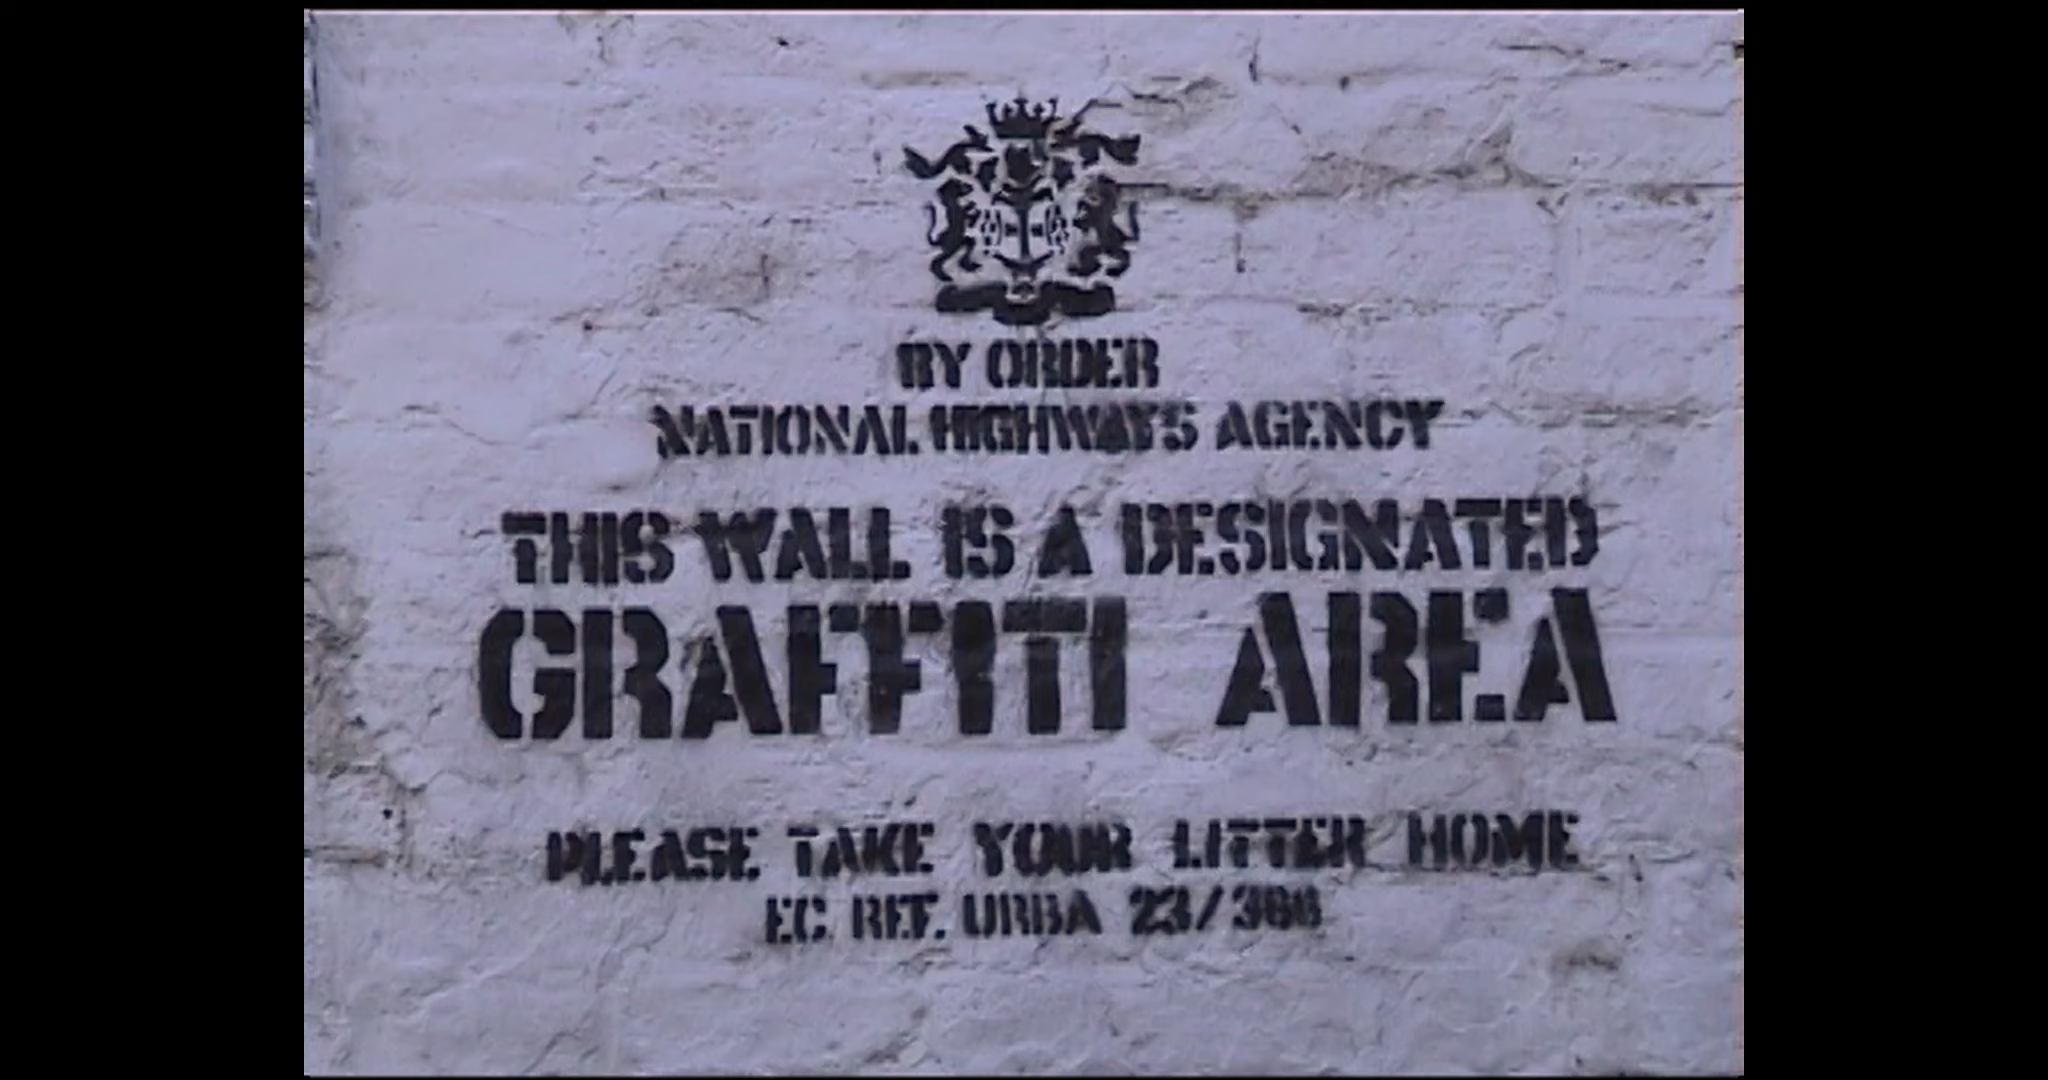 BY ORDER
NATIONAL HIGHWAYS AGENCY
THIS WALL IS A DESIGNATED
GRAFFITI AREA
PLEASE TAKE YOUR LITTER HOME
EC REF. URBA 23/366